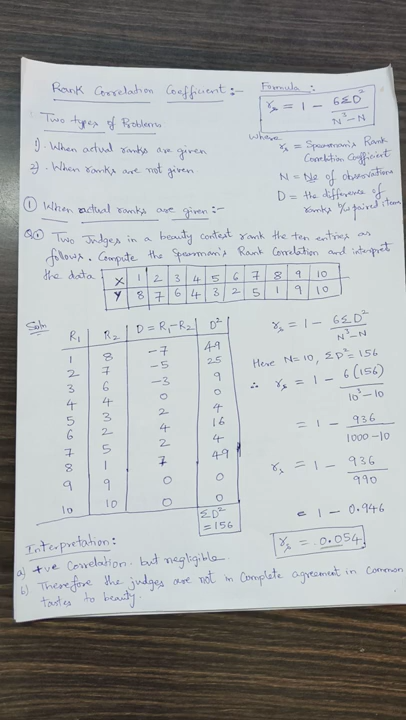 Rank Correlation Coefficient :-
Formula :
r_s = 1 - 6ΣD² / N³-N
Two types of Problems
1). When actual ranks are given
2). When ranks are not given
where
r_s = Spearman's Rank
Correlation Coefficient
N = No of observations
D = the difference of
ranks b/w paired items
① When actual ranks are given :-
Q① Two Judges in a beauty contest rank the ten entries as
follows. Compute the Spearman's Rank Correlation and interpret
the data
X 1 2 3 4 5 6 7 8 9 10
Y 8 7 6 4 3 2 5 1 9 10
Soln
R₁ R₂ D = R₁-R₂ D²
1 8 -7 49
2 7 -5 25
3 6 -3 9
4 4 0 0
5 3 2 4
6 2 4 16
7 5 2 4
8 1 7 49
9 9 0 0
10 10 0 0
ΣD²
= 156
r_s = 1 - 6ΣD² / N³-N
Here N=10, ΣD²=156
∴ r_s = 1 - 6(156) / 10³-10
= 1 - 936 / 1000-10
r_s = 1 - 936 / 990
= 1 - 0.946
r_s = 0.054
Interpretation :
a) +ve Correlation but negligible.
b) Therefore the judges are not in complete agreement in common
tastes to beauty.